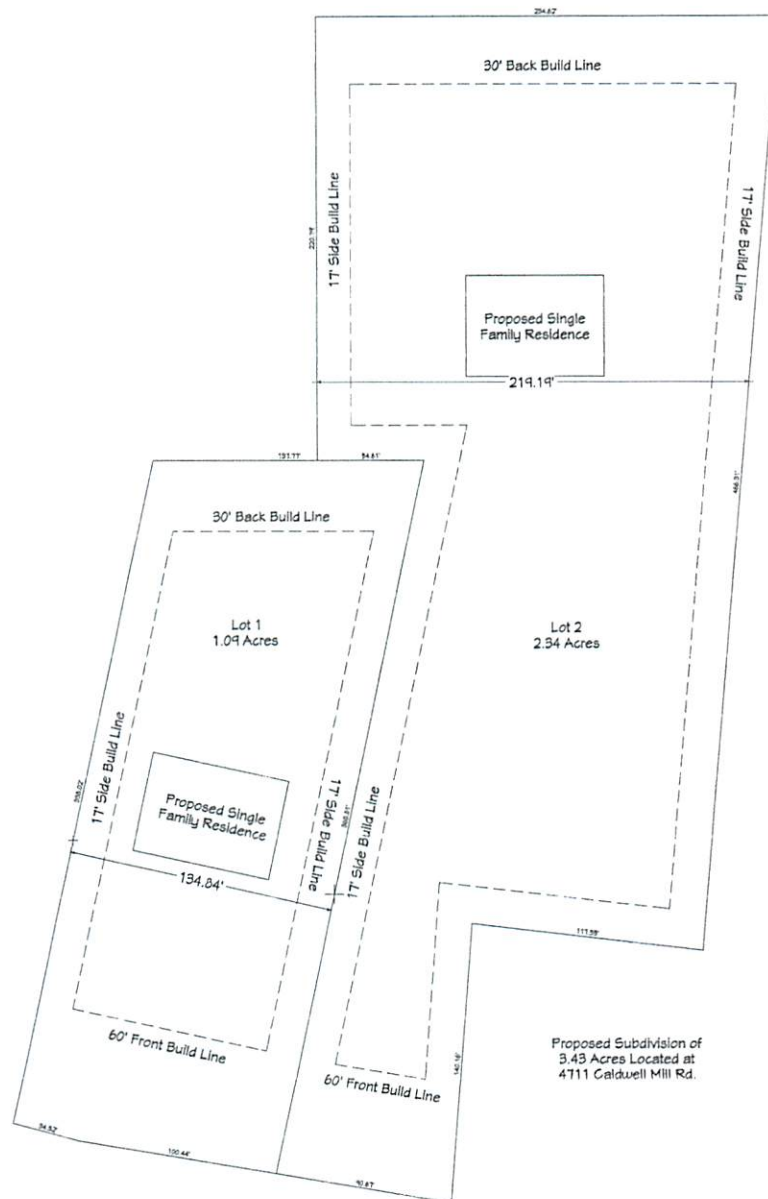 30' Back Build Line
17' Side Build Line
17' Side Build Line
Proposed Single
Family Residence
219.19'
30' Back Build Line
Lot 1
1.09 Acres
Lot 2
2.34 Acres
17' Side Build Line
Proposed Single
Family Residence
17' Side Build Line
17' Side Build Line
134.84'
60' Front Build Line
60' Front Build Line
Proposed Subdivision of
3.43 Acres Located at
4711 Caldwell Mill Rd.